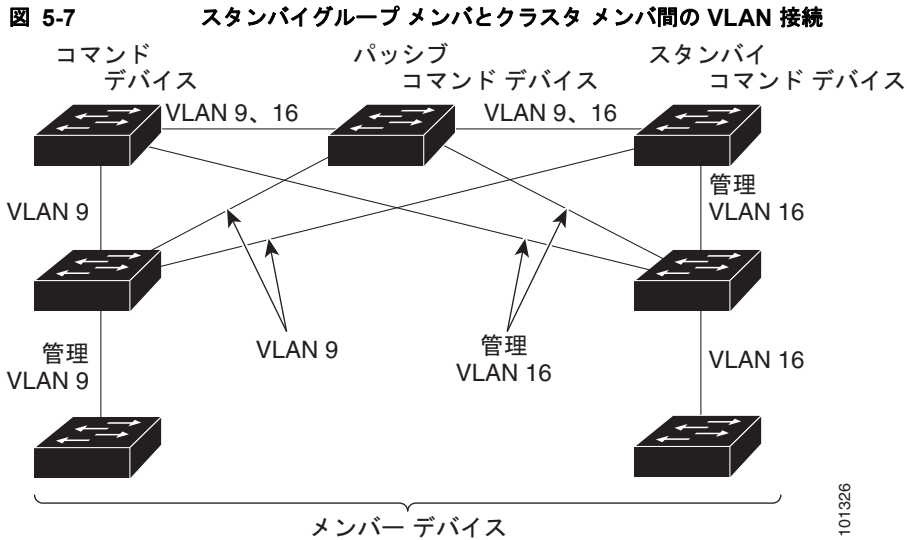 図 5-7 スタンバイグループ メンバとクラスタ メンバ間の VLAN 接続
コマンド
デバイス
パッシブ
コマンド デバイス
スタンバイ
コマンド デバイス
VLAN 9、16
VLAN 9、16
VLAN 9
管理
VLAN 16
VLAN 9
管理
VLAN 16
管理
VLAN 9
VLAN 16
メンバー デバイス
101326